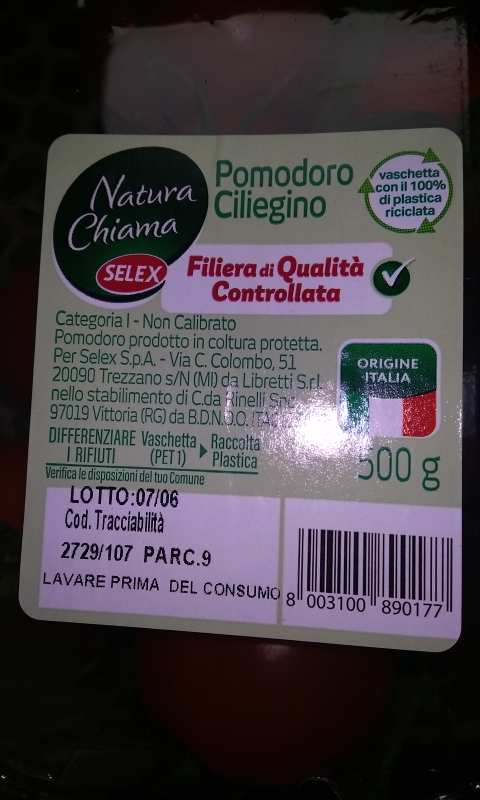 Natura
Chiama
SELEX
Pomodoro
Ciliegino
vaschetta
con il 100%
di plastica
riciclata
Filiera di Qualità
Controllata
Categoria I - Non Calibrato
Pomodoro prodotto in coltura protetta.
Per Selex S.p.A. - Via C. Colombo, 51
20090 Trezzano s/N (MI) da Libretti S.r.l.
nello stabilimento di C.da Rinelli
97019 Vittoria (RG) da B.D.N.
ORIGINE
ITALIA
DIFFERENZIARE
I RIFIUTI
Vaschetta
(PET 1)
Raccolta
Plastica
Verifica le disposizioni del tuo Comune
500 g
LOTTO:07/06
Cod. Tracciabilità
2729/107 PARC.9
LAVARE PRIMA DEL CONSUMO
8 003100 890177